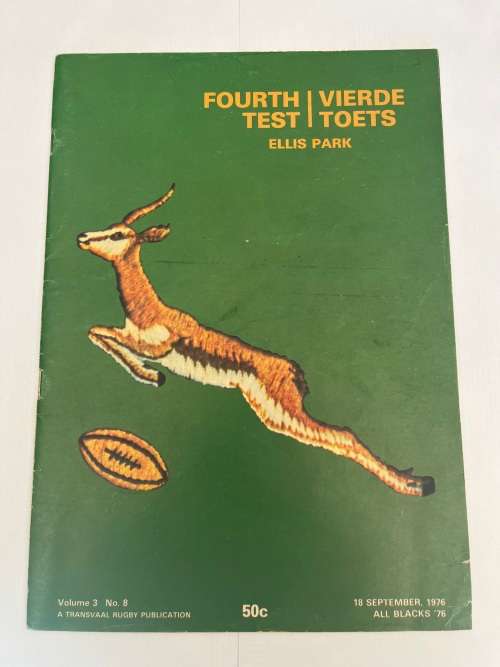 FOURTH | VIERDE
TEST | TOETS
ELLIS PARK
Volume 3 No. 8
A TRANSVAAL RUGBY PUBLICATION
50c
18 SEPTEMBER, 1976
ALL BLACKS '76